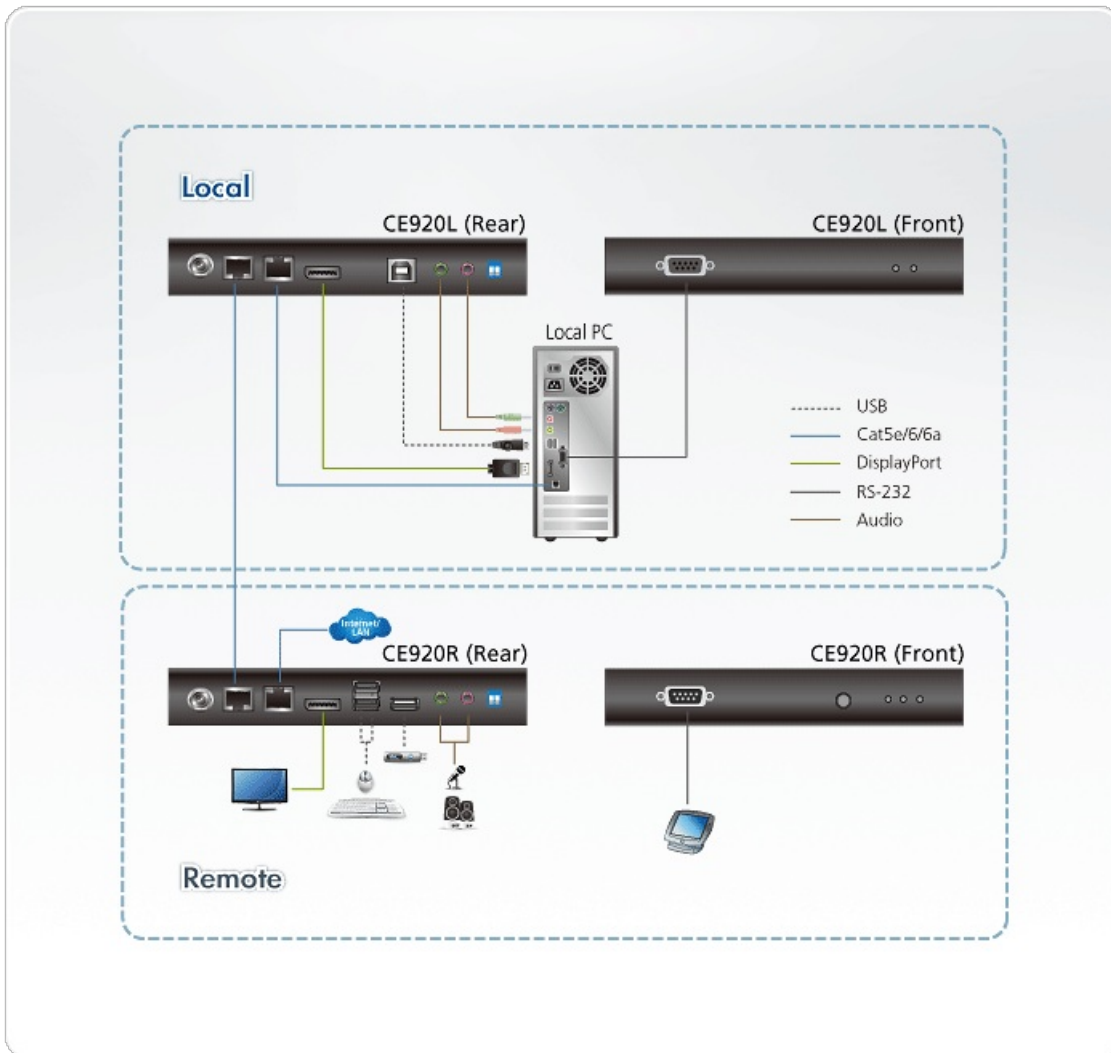 Local
CE920L (Rear)
CE920L (Front)
Local PC
USB
Cat5e/6/6a
DisplayPort
RS-232
Audio
Internet/
LAN
CE920R (Rear)
CE920R (Front)
Remote